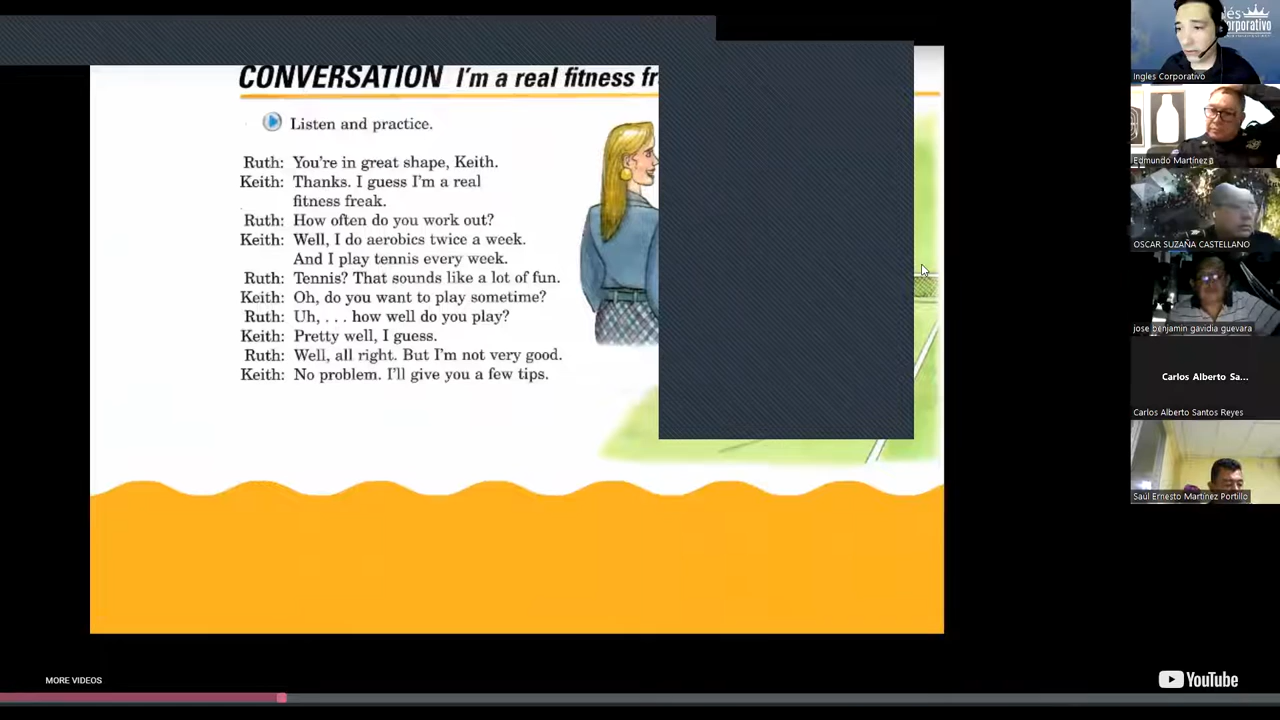 CONVERSATION I'm a real fitness fr
Listen and practice.
Ruth: You're in great shape, Keith.
Keith: Thanks. I guess I'm a real
fitness freak.
Ruth: How often do you work out?
Keith: Well, I do aerobics twice a week.
And I play tennis every week.
Ruth: Tennis? That sounds like a lot of fun.
Keith: Oh, do you want to play sometime?
Ruth: Uh, . . . how well do you play?
Keith: Pretty well, I guess.
Ruth: Well, all right. But I'm not very good.
Keith: No problem. I'll give you a few tips.
Ingles Corporativo
Edmundo Martínez
OSCAR SUZAÑA CASTELLANO
jose benjamin gavidia guevara
Carlos Alberto Sa...
Carlos Alberto Santos Reyes
Saúl Ernesto Martínez Portillo
MORE VIDEOS
YouTube